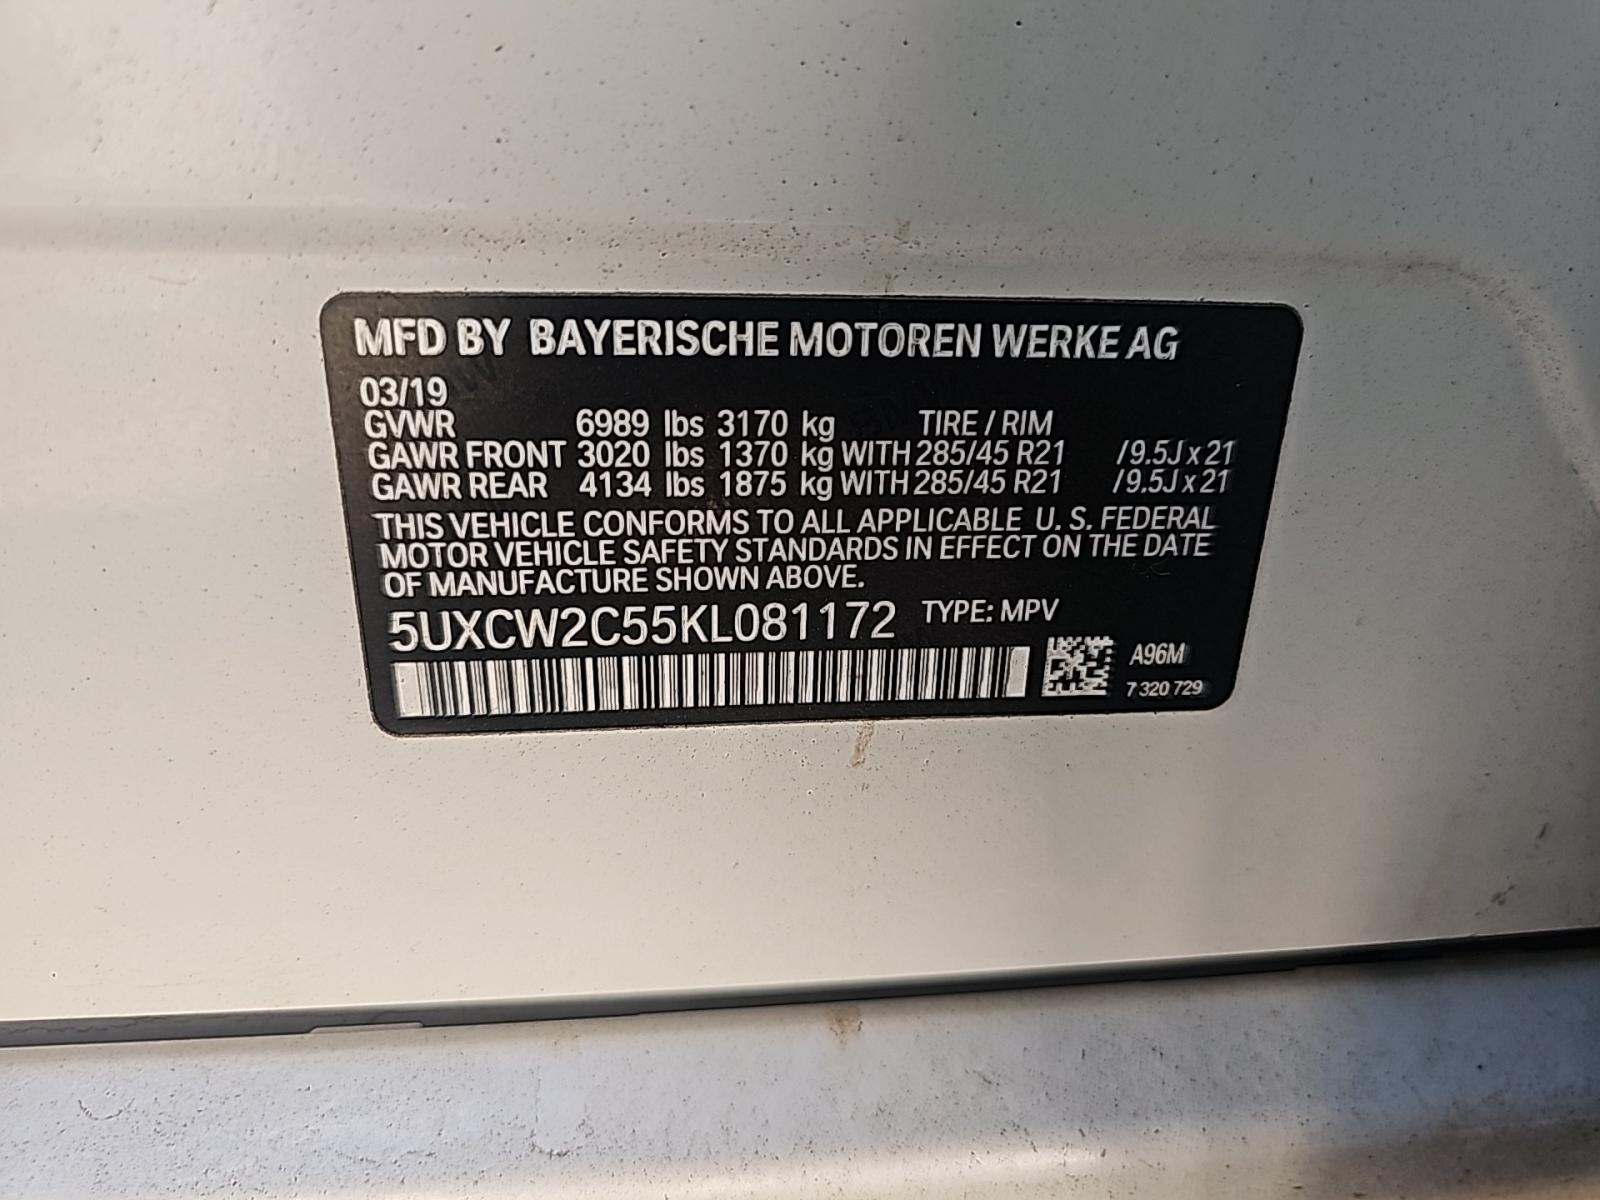 MFD BY BAYERISCHE MOTOREN WERKE AG
03/19
GVWR 6989 lbs 3170 kg TIRE / RIM
GAWR FRONT 3020 lbs 1370 kg WITH 285/45 R21 / 9.5J x 21
GAWR REAR 4134 lbs 1875 kg WITH 285/45 R21 / 9.5J x 21
THIS VEHICLE CONFORMS TO ALL APPLICABLE U. S. FEDERAL
MOTOR VEHICLE SAFETY STANDARDS IN EFFECT ON THE DATE
OF MANUFACTURE SHOWN ABOVE.
5UXCW2C55KL081172 TYPE: MPV
A96M
7 320 729